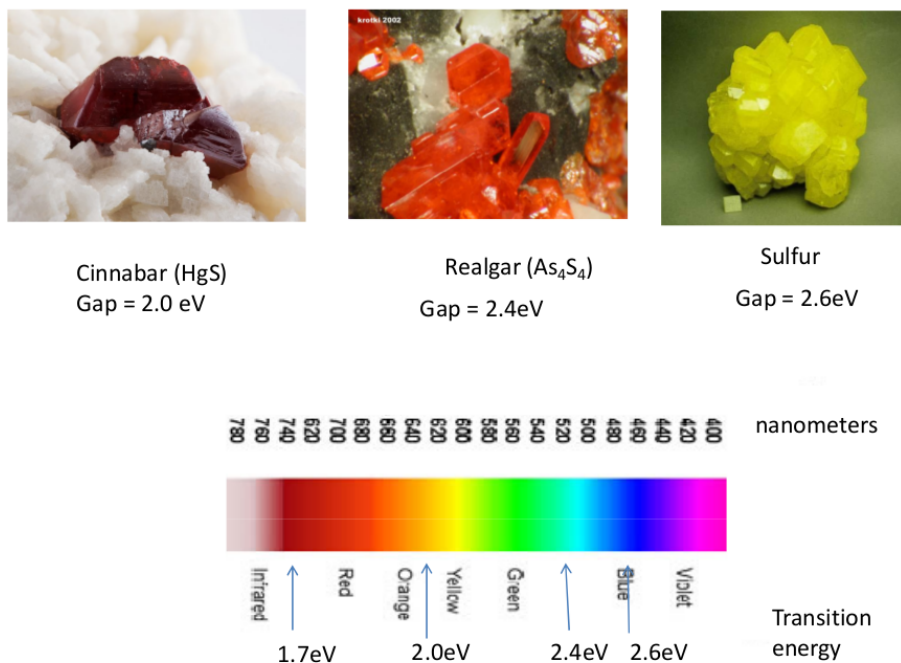 krotki 2002
Cinnabar (HgS)
Gap = 2.0 eV
Realgar (As₄S₄)
Gap = 2.4eV
Sulfur
Gap = 2.6eV
780 760 740 620 700 680 660 640 620 600 580 560 540 520 500 480 460 440 420 400
nanometers
Infrared Red Orange Yellow Green Blue Violet
1.7eV 2.0eV 2.4eV 2.6eV
Transition
energy